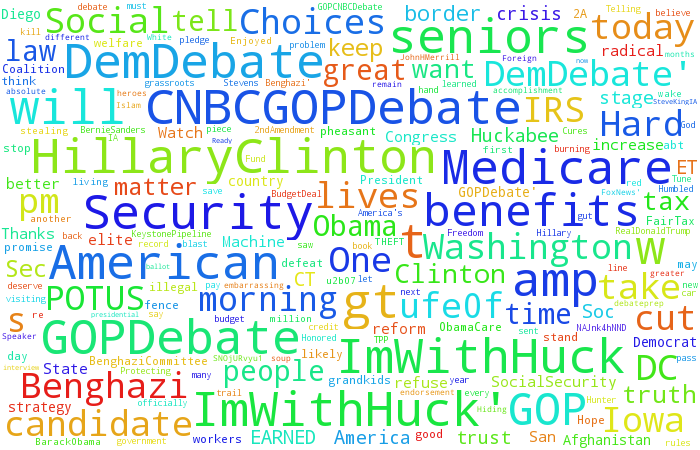 Diego
debate
must
GOPCNBCDebate
Social
tell
Choices
border
crisis
2A
Telling
today
kill
welfare
Enjoyed
White
problem
believe
law
different
pledge
JohnHMerrill
Foreign
seniors
keep
radical
months
Coalition
grassroots
Stevens
Benghazi'
DemDebate
great
want
DemDebate'
now
think
heroes
remain
learned
accomplishment
absolute
Islam
hand
stage
wake
SteveKingIA
will
CNBCGOPDebate
IRS
Hard
God
stealing
BernieSanders
piece
2ndAmendment
Cures
Congress
Huckabee
increase
abt
IA
Watch
pheasant
stop
HillaryClinton
Fund
President
first
burning
ET
better
living
matter
country
Medicare
Tune
red
Humbled
save
BudgetDeal
GOPDebate'
FoxNews'
pm
another
lives
America's
gut
tax
new
car
Security
benefits
Thanks
back
KeystonePipeline
book
Freedom
Hillary
FairTax
promise
elite
record
Obama
THEFT
t
Washington
w
RealDonaldTrump
blast
Machine
saw
line
may
American
One
Clinton
amp
take
Sec
defeat
greater
deserve
illegal
CT
u2b07
let
visiting
POTUS
fence
pay
embarrassing
morning
gt
ufe0f
time
Soc
debateprep
ballot
say
next
s
re
presidential
budget
million
reform
ObamaCare
sent
NAJnk4hNND
cut
Speaker
credit
TPP
stand
Democrat
GOPDebate
Honored
pass
day
BenghaziCommittee
SNQjuRvyul
likely
ImWithHuck
DC
interview
State
Protecting
soup
people
grandkids
refuse
year
every
SocialSecurity
Hunter
truth
Benghazi
many
trail
endorsement
Hiding
strategy
officially
ImWithHuck'
GOP
Hope
Iowa
candidate
BarackObama
government
workers
EARNED
America
good
trust
San
Afghanistan
rules
Ready